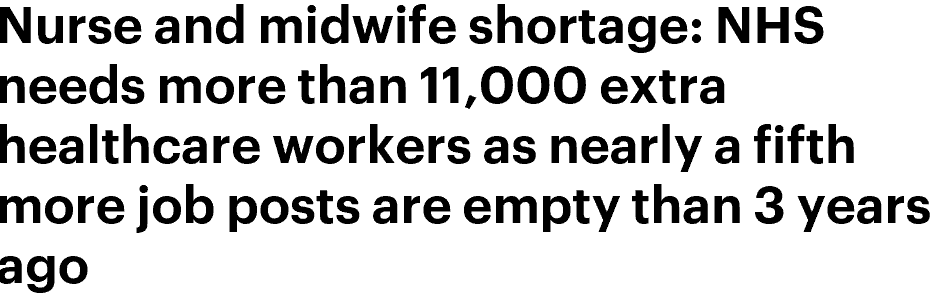 Nurse and midwife shortage: NHS
needs more than 11,000 extra
healthcare workers as nearly a fifth
more job posts are empty than 3 years
ago